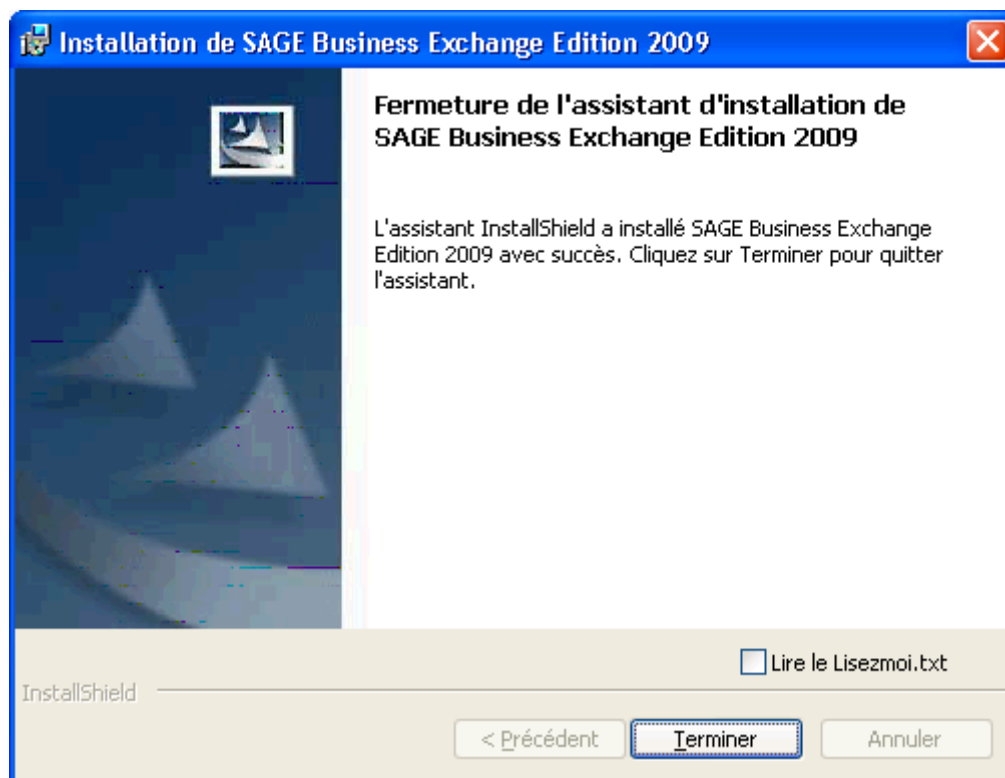 Installation de SAGE Business Exchange Edition 2009
Fermeture de l'assistant d'installation de
SAGE Business Exchange Edition 2009
L'assistant InstallShield a installé SAGE Business Exchange
Edition 2009 avec succès. Cliquez sur Terminer pour quitter
l'assistant.
Lire le Lisezmoi.txt
InstallShield
< Précédent
Terminer
Annuler